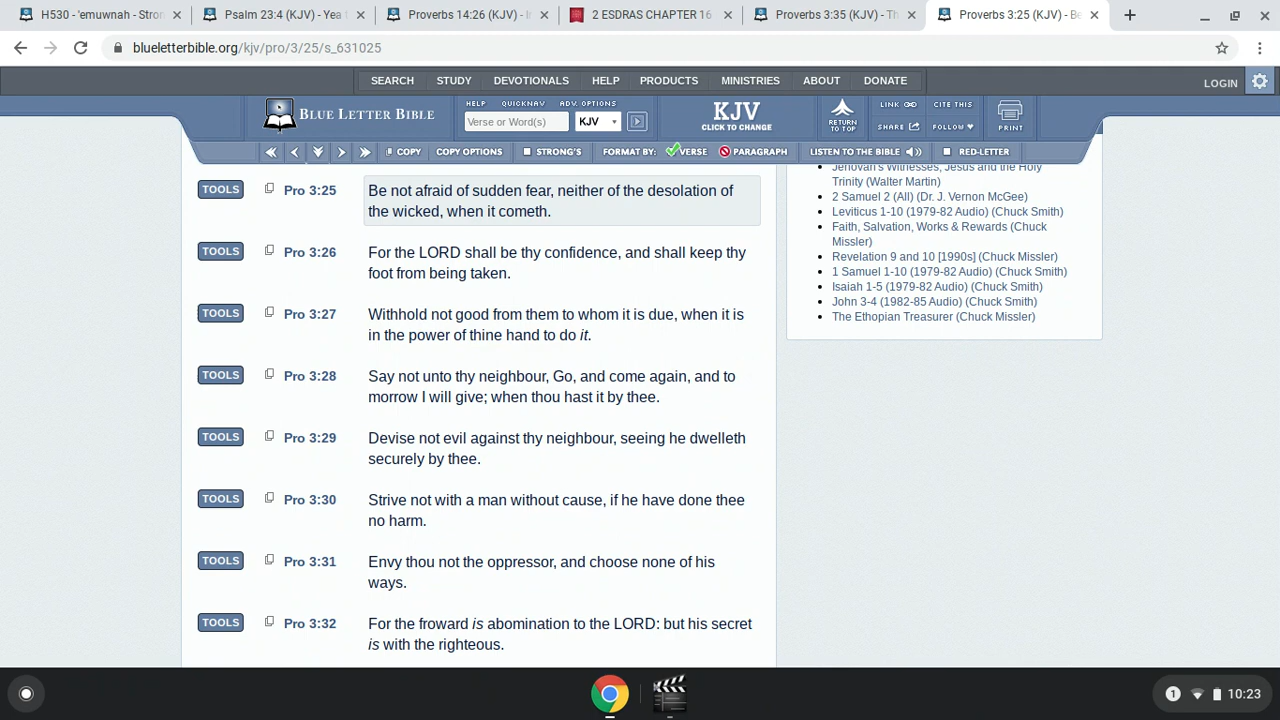 H530 - 'emuwnah - Stron
Psalm 23:4 (KJV) - Yea
Proverbs 14:26 (KJV) - I
2 ESDRAS CHAPTER 16
Proverbs 3:35 (KJV) - Th
Proverbs 3:25 (KJV) - Be
blueletterbible.org/kjv/pro/3/25/s_631025
SEARCH STUDY DEVOTIONALS HELP PRODUCTS MINISTRIES ABOUT DONATE
LOGIN
BLUE LETTER BIBLE
HELP QUICKNAV ADV. OPTIONS
Verse or Word(s)
KJV
KJV
CLICK TO CHANGE
RETURN
TO TOP
LINK CITE THIS
SHARE FOLLOW
PRINT
COPY COPY OPTIONS STRONG'S FORMAT BY: VERSE PARAGRAPH LISTEN TO THE BIBLE RED-LETTER
TOOLS Pro 3:25 Be not afraid of sudden fear, neither of the desolation of
the wicked, when it cometh.
TOOLS Pro 3:26 For the LORD shall be thy confidence, and shall keep thy
foot from being taken.
TOOLS Pro 3:27 Withhold not good from them to whom it is due, when it is
in the power of thine hand to do it.
TOOLS Pro 3:28 Say not unto thy neighbour, Go, and come again, and to
morrow I will give; when thou hast it by thee.
TOOLS Pro 3:29 Devise not evil against thy neighbour, seeing he dwelleth
securely by thee.
TOOLS Pro 3:30 Strive not with a man without cause, if he have done thee
no harm.
TOOLS Pro 3:31 Envy thou not the oppressor, and choose none of his
ways.
TOOLS Pro 3:32 For the froward is abomination to the LORD: but his secret
is with the righteous.
Jehovah's Witnesses, Jesus and the Holy
Trinity (Walter Martin)
2 Samuel 2 (All) (Dr. J. Vernon McGee)
Leviticus 1-10 (1979-82 Audio) (Chuck Smith)
Faith, Salvation, Works & Rewards (Chuck
Missler)
Revelation 9 and 10 [1990s] (Chuck Missler)
1 Samuel 1-10 (1979-82 Audio) (Chuck Smith)
Isaiah 1-5 (1979-82 Audio) (Chuck Smith)
John 3-4 (1982-85 Audio) (Chuck Smith)
The Ethopian Treasurer (Chuck Missler)
1 10:23